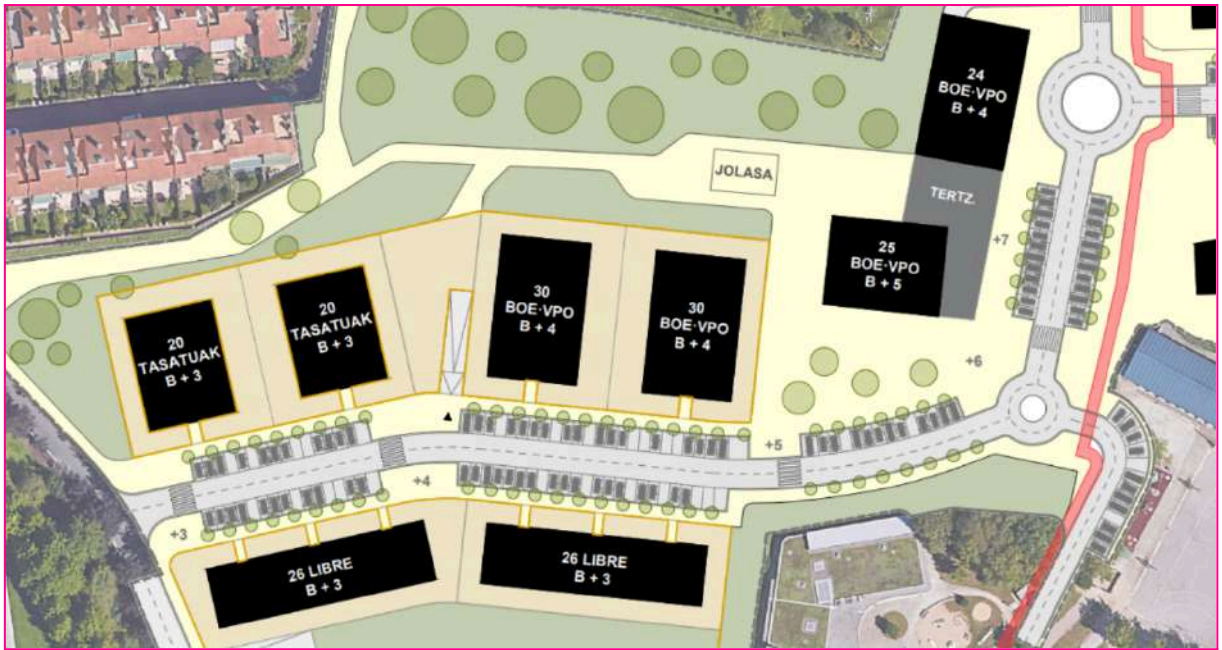 24
BOE·VPO
B + 4
JOLASA
TERTZ.
+7
25
BOE·VPO
B + 5
30
BOE·VPO
B + 4
30
BOE·VPO
B + 4
20
TASATUAK
B + 3
20
TASATUAK
B + 3
+6
+5
+4
+3
26 LIBRE
B + 3
26 LIBRE
B + 3